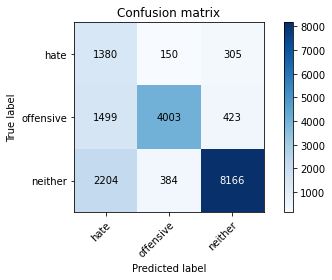 Confusion matrix
hate 1380 150 305
offensive 1499 4003 423
neither 2204 384 8166
hate offensive neither
True label
Predicted label
8000
7000
6000
5000
4000
3000
2000
1000